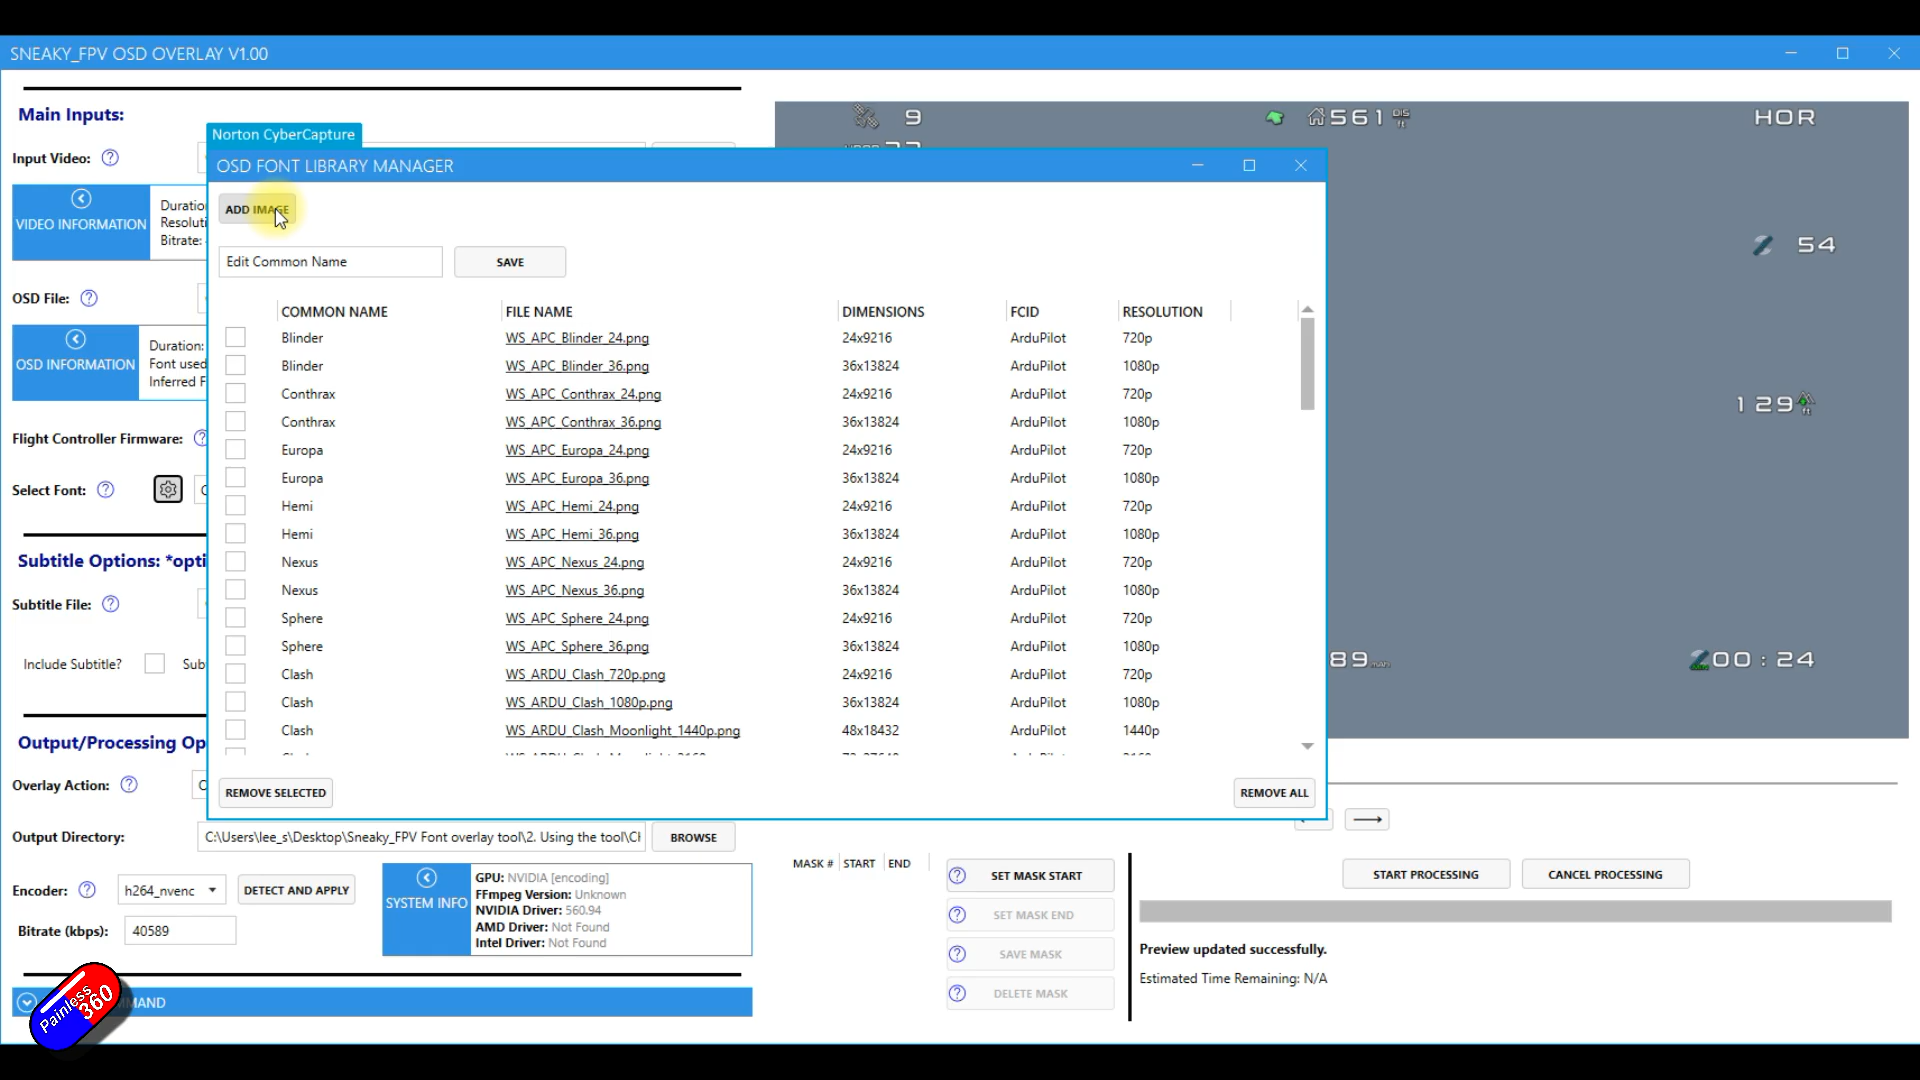 SNEAKY_FPV OSD OVERLAY V1.00
Main Inputs:
Input Video:
VIDEO INFORMATION
Bitrate:
OSD File:
OSD INFORMATION
Duration:
Font used
Inferred F
Flight Controller Firmware:
Select Font:
Subtitle Options: *opti
Subtitle File:
Include Subtitle?
Output/Processing Op
Overlay Action:
Output Directory:
C:\Users\lee_s\Desktop\Sneaky_FPV Font overlay tool\2. Using the tool\Cl
BROWSE
Encoder:
h264_nvenc
DETECT AND APPLY
Bitrate (kbps):
40589
SYSTEM INFO
GPU: NVIDIA [encoding]
FFmpeg Version: Unknown
NVIDIA Driver: 560.94
AMD Driver: Not Found
Intel Driver: Not Found
MAND
Painless
360
Norton CyberCapture
OSD FONT LIBRARY MANAGER
ADD IMAGE
Edit Common Name
SAVE
COMMON NAME FILE NAME DIMENSIONS FCID RESOLUTION
Blinder WS_APC_Blinder_24.png 24x9216 ArduPilot 720p
Blinder WS_APC_Blinder_36.png 36x13824 ArduPilot 1080p
Conthrax WS_APC_Conthrax_24.png 24x9216 ArduPilot 720p
Conthrax WS_APC_Conthrax_36.png 36x13824 ArduPilot 1080p
Europa WS_APC_Europa_24.png 24x9216 ArduPilot 720p
Europa WS_APC_Europa_36.png 36x13824 ArduPilot 1080p
Hemi WS_APC_Hemi_24.png 24x9216 ArduPilot 720p
Hemi WS_APC_Hemi_36.png 36x13824 ArduPilot 1080p
Nexus WS_APC_Nexus_24.png 24x9216 ArduPilot 720p
Nexus WS_APC_Nexus_36.png 36x13824 ArduPilot 1080p
Sphere WS_APC_Sphere_24.png 24x9216 ArduPilot 720p
Sphere WS_APC_Sphere_36.png 36x13824 ArduPilot 1080p
Clash WS_ARDU_Clash_720p.png 24x9216 ArduPilot 720p
Clash WS_ARDU_Clash_1080p.png 36x13824 ArduPilot 1080p
Clash WS_ARDU_Clash_Moonlight_1440p.png 48x18432 ArduPilot 1440p
REMOVE SELECTED
REMOVE ALL
9
561
HOR
54
129
89
00:24
MASK # START END
SET MASK START
SET MASK END
SAVE MASK
DELETE MASK
START PROCESSING
CANCEL PROCESSING
Preview updated successfully.
Estimated Time Remaining: N/A